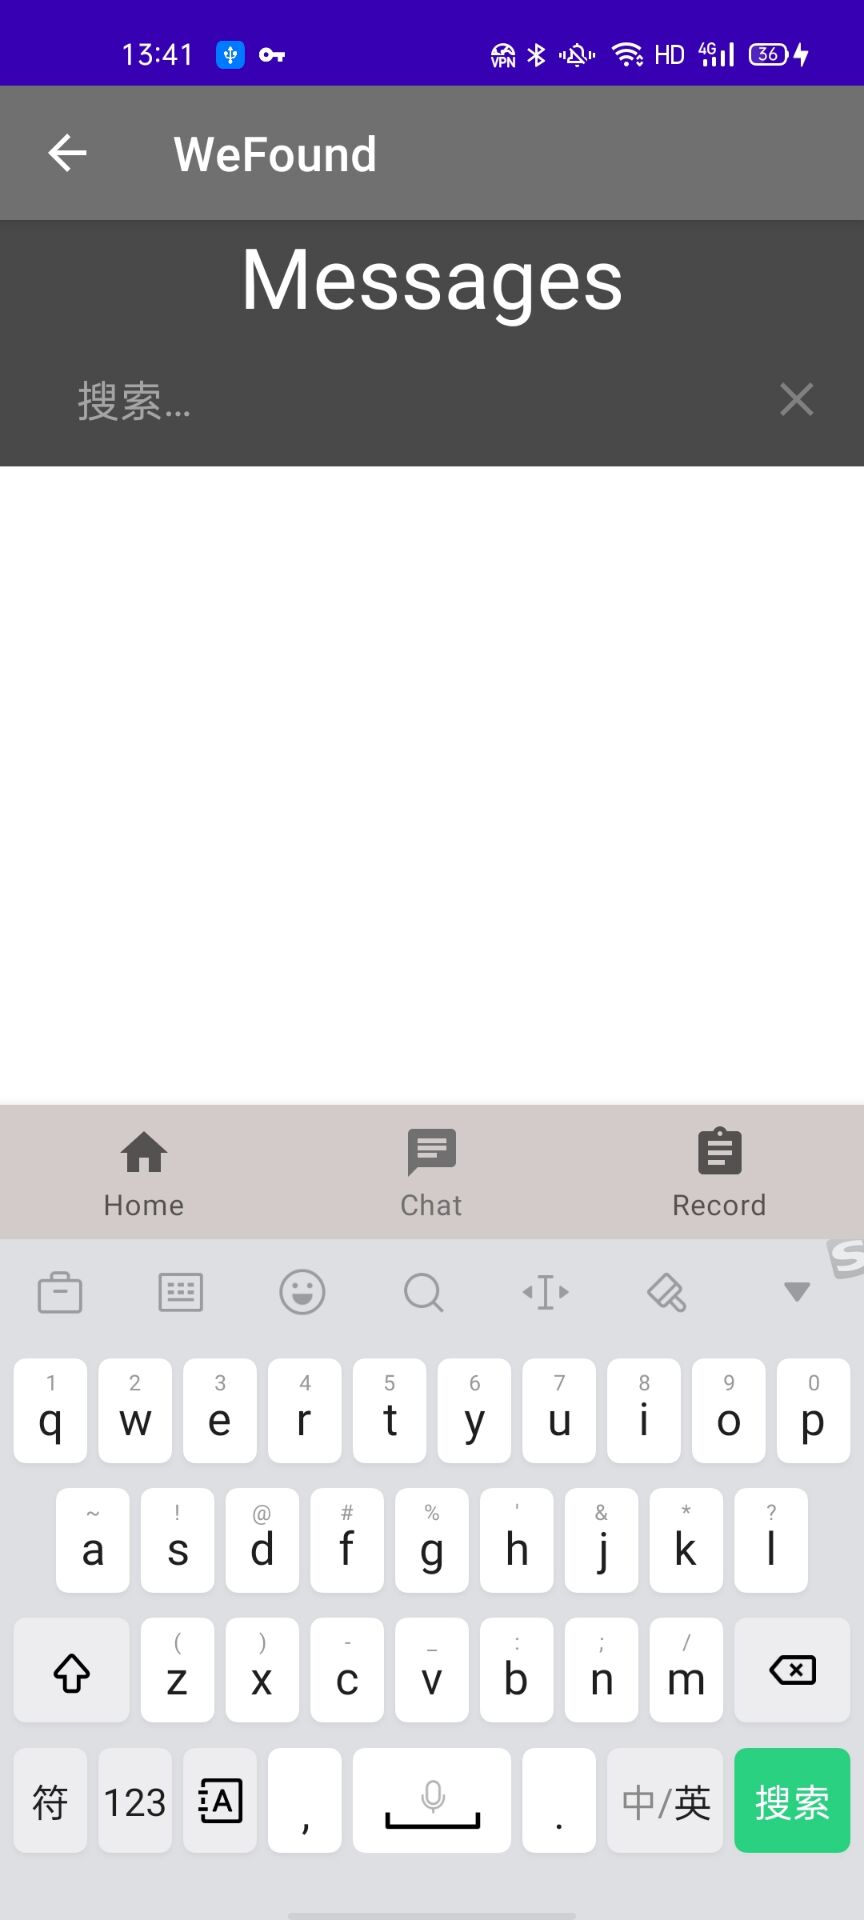 13:41 VPN HD 4G 36
WeFound
Messages
搜索...
Home Chat Record
S
1 2 3 4 5 6 7 8 9 0
q w e r t y u i o p
~ ! @ # % ' & * ?
a s d f g h j k l
( ) - _ : ; /
z x c v b n m
符 123 A , . 中/英 搜索